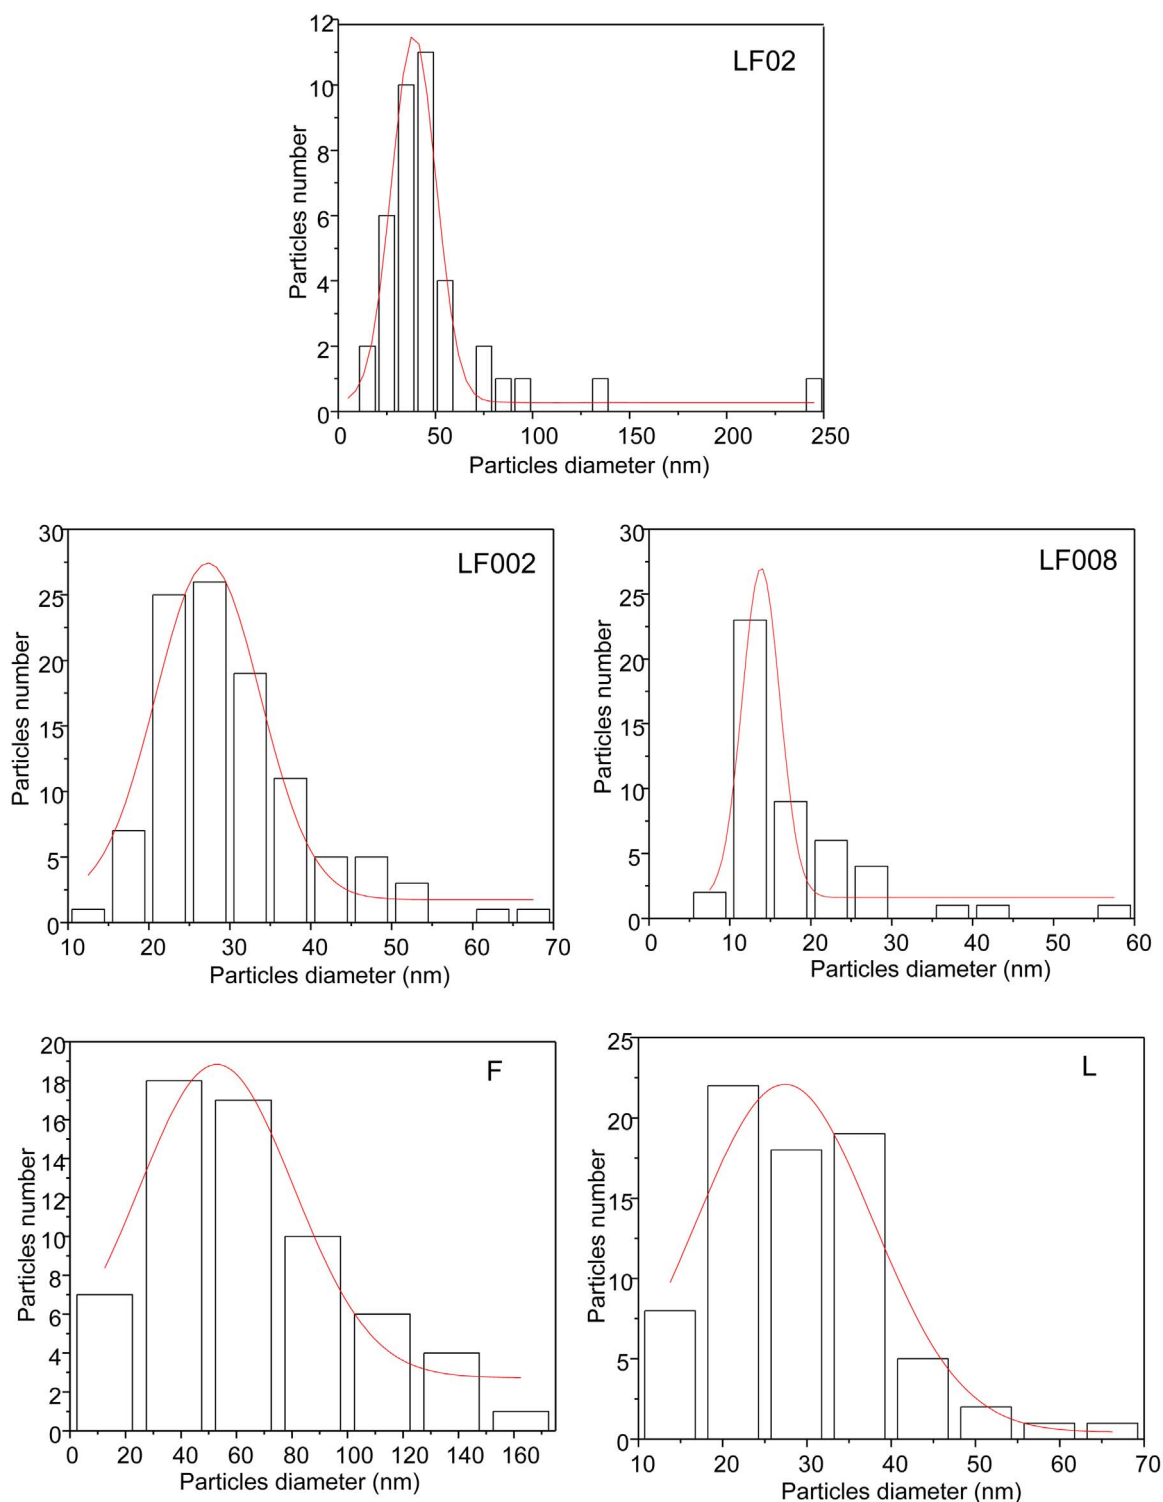 LF02
Particles number
12
10
8
6
4
2
0
0 50 100 150 200 250
Particles diameter (nm)
LF002
Particles number
30
25
20
15
10
5
0
10 20 30 40 50 60 70
Particles diameter (nm)
LF008
Particles number
30
25
20
15
10
5
0
0 10 20 30 40 50 60
Particles diameter (nm)
F
Particles number
20
18
16
14
12
10
8
6
4
2
0
0 20 40 60 80 100 120 140 160
Particles diameter (nm)
L
Particles number
25
20
15
10
5
0
10 20 30 40 50 60 70
Particles diameter (nm)